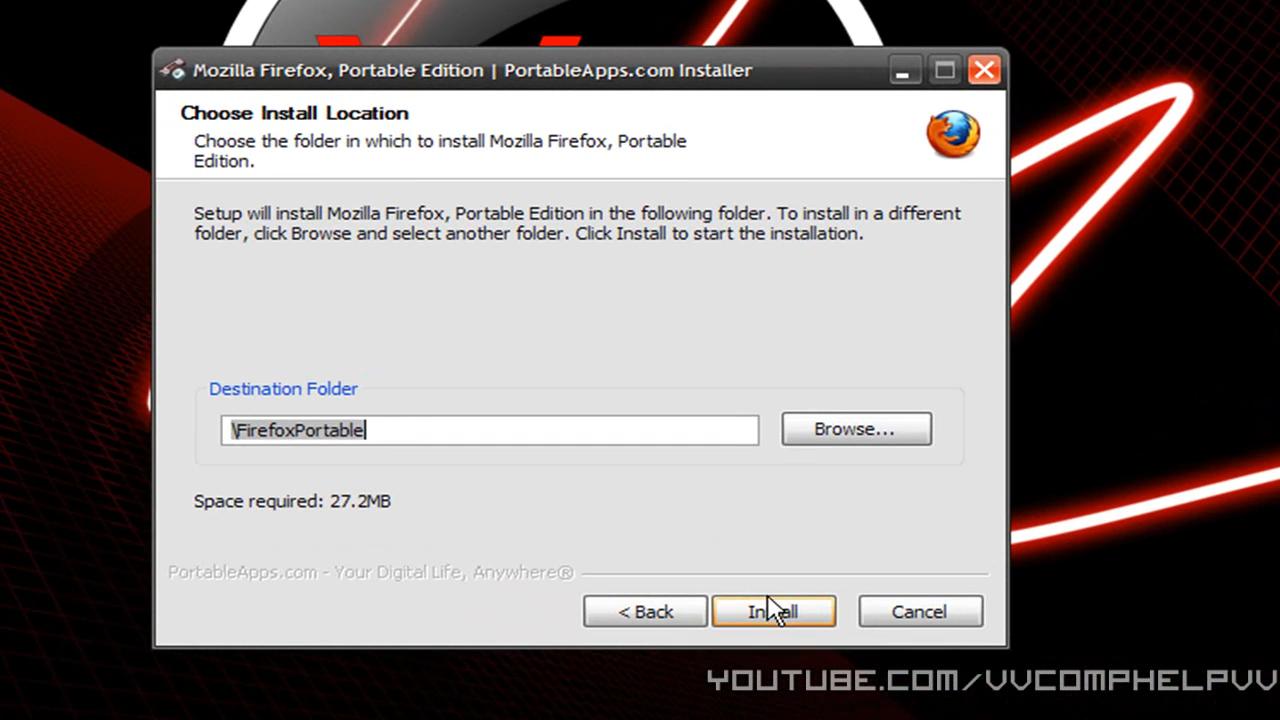 Mozilla Firefox, Portable Edition | PortableApps.com Installer
Choose Install Location
Choose the folder in which to install Mozilla Firefox, Portable
Edition.
Setup will install Mozilla Firefox, Portable Edition in the following folder. To install in a different
folder, click Browse and select another folder. Click Install to start the installation.
Destination Folder
\FirefoxPortable
Browse...
Space required: 27.2MB
PortableApps.com - Your Digital Life, Anywhere®
< Back
Install
Cancel
YOUTUBE.COM/VVCOMPHELPVV